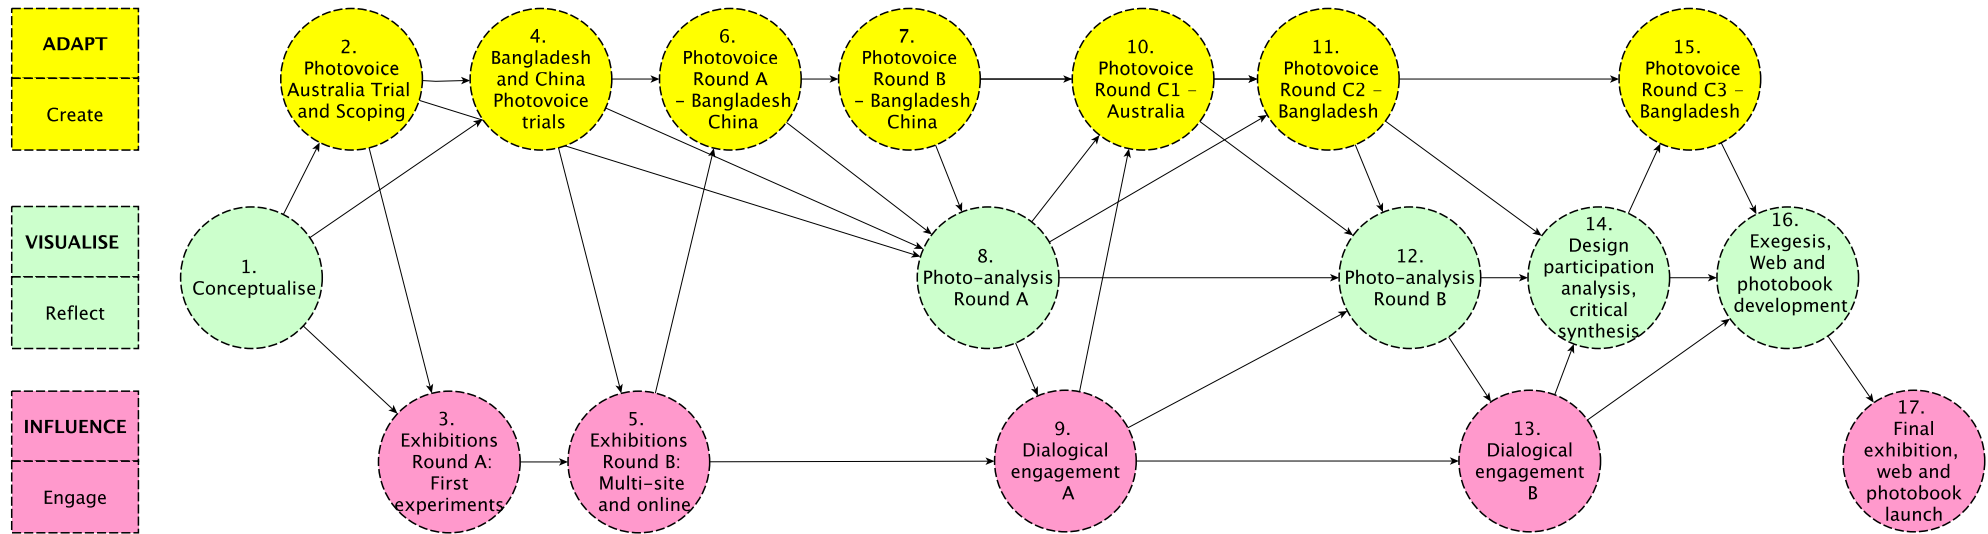 ADAPT
Create
VISUALISE
Reflect
INFLUENCE
Engage
1.
Conceptualise
2.
Photovoice
Australia Trial
and Scoping
3.
Exhibitions
Round A:
First
experiments
4.
Bangladesh
and China
Photovoice
trials
5.
Exhibitions
Round B:
Multi-site
and online
6.
Photovoice
Round A
- Bangladesh
China
7.
Photovoice
Round B
- Bangladesh
China
8.
Photo-analysis
Round A
9.
Dialogical
engagement
A
10.
Photovoice
Round C1 –
Australia
11.
Photovoice
Round C2 –
Bangladesh
12.
Photo-analysis
Round B
13.
Dialogical
engagement
B
14.
Design
participation
analysis,
critical
synthesis
15.
Photovoice
Round C3 –
Bangladesh
16.
Exegesis,
Web and
photobook
development
17.
Final
exhibition,
web and
photobook
launch